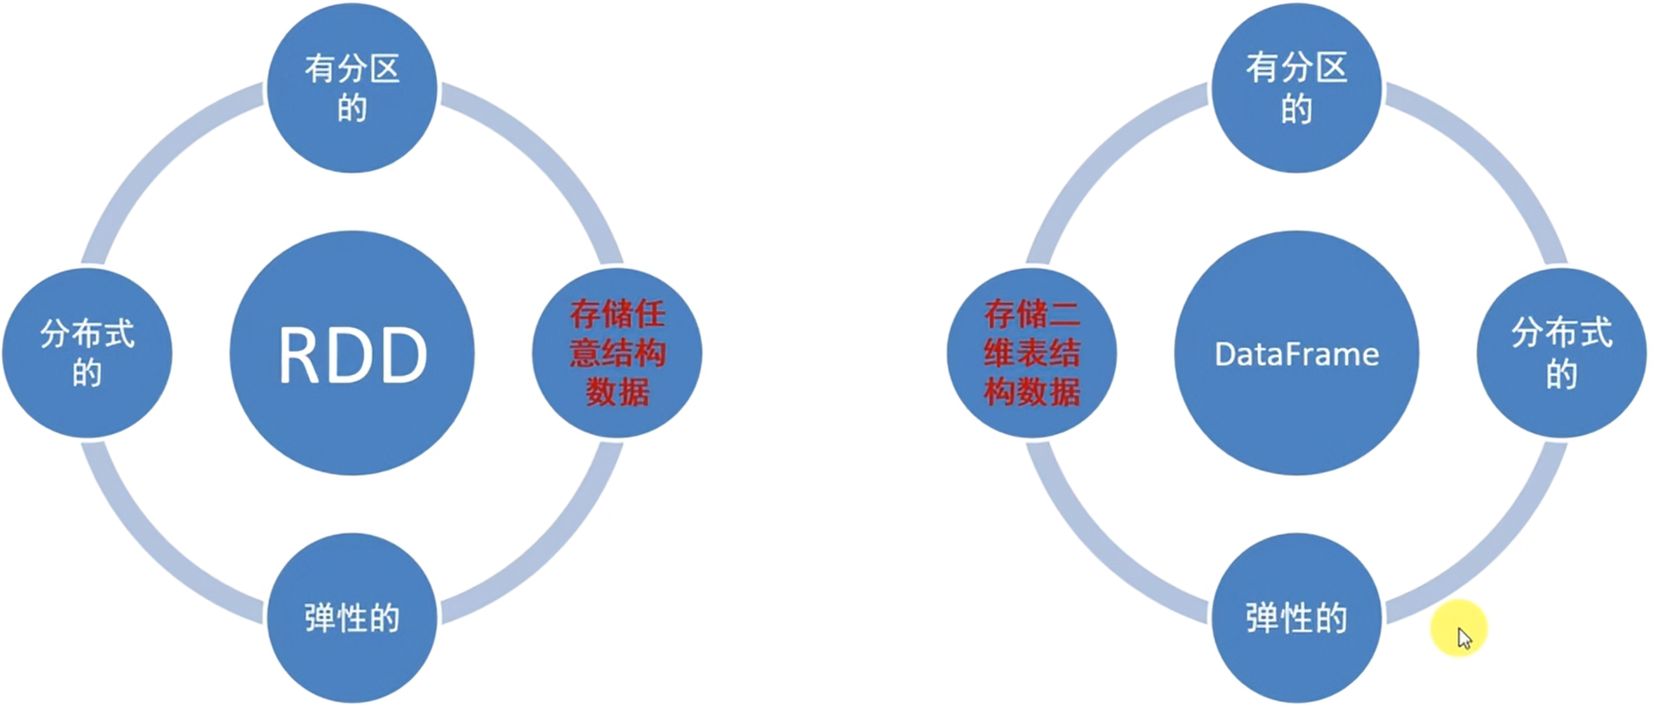 有分区
的
分布式
的
RDD
存储任
意结构
数据
弹性的
有分区
的
存储二
维表结
构数据
DataFrame
分布式
的
弹性的